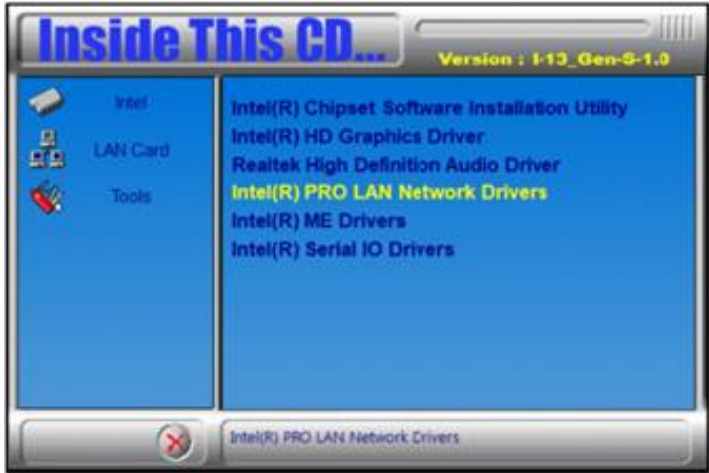 Inside This CD...
Version : I-13_Gen-S-1.0
Intel
LAN Card
Tools
Intel(R) Chipset Software Installation Utility
Intel(R) HD Graphics Driver
Realtek High Definition Audio Driver
Intel(R) PRO LAN Network Drivers
Intel(R) ME Drivers
Intel(R) Serial IO Drivers
Intel(R) PRO LAN Network Drivers